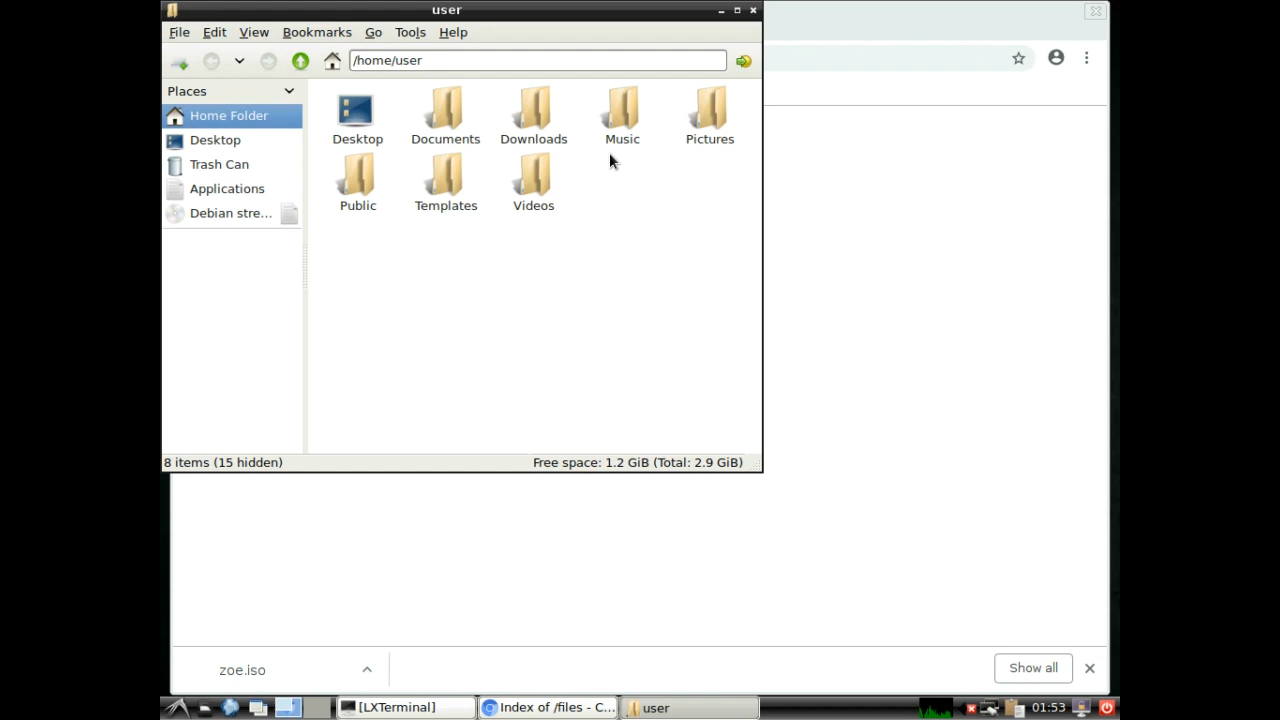 user
File Edit View Bookmarks Go Tools Help
/home/user
Places
Home Folder
Desktop
Trash Can
Applications
Debian stre...
Desktop Documents Downloads Music Pictures
Public Templates Videos
8 items (15 hidden) Free space: 1.2 GiB (Total: 2.9 GiB)
zoe.iso Show all
[LXTerminal] Index of /files - C... user 01:53